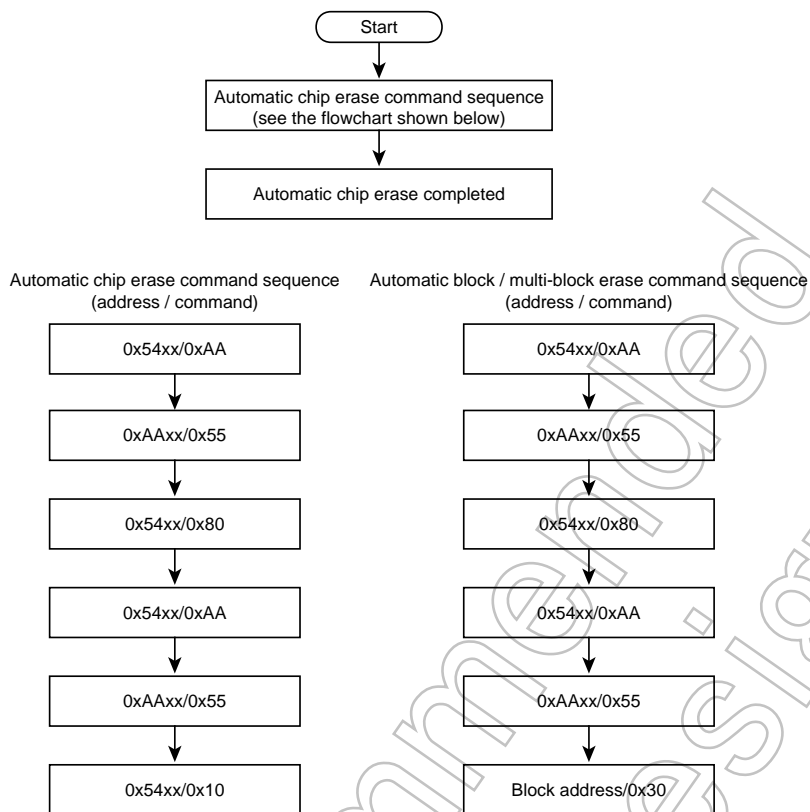 Start
Automatic chip erase command sequence
(see the flowchart shown below)
Automatic chip erase completed
Automatic chip erase command sequence
(address / command)
0x54xx/0xAA
0xAAxx/0x55
0x54xx/0x80
0x54xx/0xAA
0xAAxx/0x55
0x54xx/0x10
Automatic block / multi-block erase command sequence
(address / command)
0x54xx/0xAA
0xAAxx/0x55
0x54xx/0x80
0x54xx/0xAA
0xAAxx/0x55
Block address/0x30